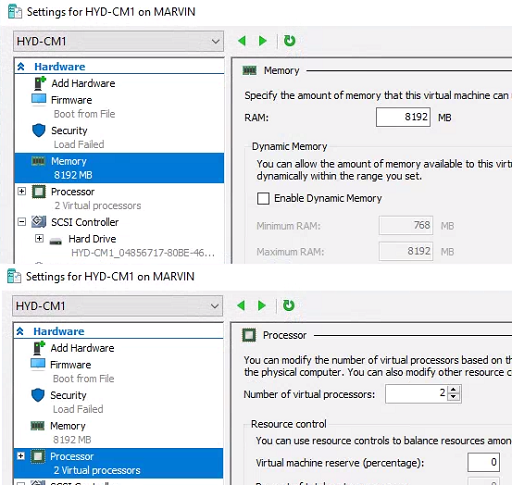 Settings for HYD-CM1 on MARVIN
HYD-CM1
Hardware
Add Hardware
Firmware
Boot from File
Security
Load Failed
Memory
8192 MB
Processor
2 Virtual processors
SCSI Controller
Hard Drive
HYD-CM1_04856717-80BE-46...
Memory
Specify the amount of memory that this virtual machine can
RAM: 8192 MB
Dynamic Memory
You can allow the amount of memory available to this virt
dynamically within the range you set.
Enable Dynamic Memory
Minimum RAM: 768 MB
Maximum RAM: 8192 MB
Settings for HYD-CM1 on MARVIN
HYD-CM1
Hardware
Add Hardware
Firmware
Boot from File
Security
Load Failed
Memory
8192 MB
Processor
2 Virtual processors
Processor
You can modify the number of virtual processors based on th
the physical computer. You can also modify other resource c
Number of virtual processors: 2
Resource control
You can use resource controls to balance resources amon
Virtual machine reserve (percentage): 0